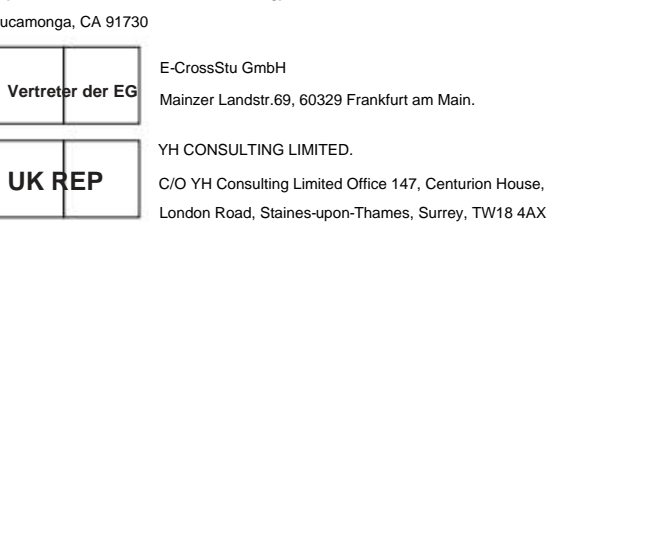 ucamonga, CA 91730
Vertreter der EG
E-CrossStu GmbH
Mainzer Landstr.69, 60329 Frankfurt am Main.
UK REP
YH CONSULTING LIMITED.
C/O YH Consulting Limited Office 147, Centurion House,
London Road, Staines-upon-Thames, Surrey, TW18 4AX